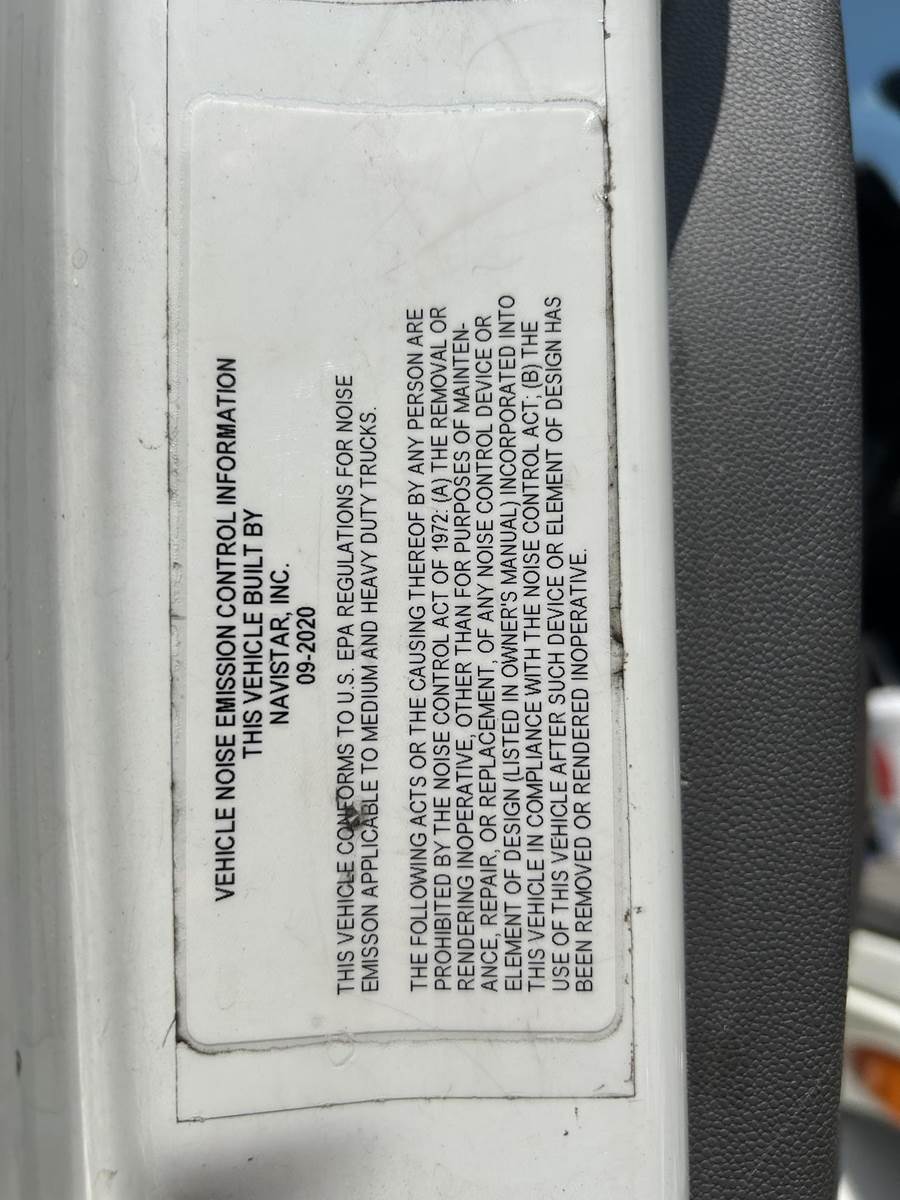 VEHICLE NOISE EMISSION CONTROL INFORMATION
THIS VEHICLE BUILT BY
NAVISTAR, INC.
09-2020
THIS VEHICLE CONFORMS TO U.S. EPA REGULATIONS FOR NOISE
EMISSON APPLICABLE TO MEDIUM AND HEAVY DUTY TRUCKS.
THE FOLLOWING ACTS OR THE CAUSING THEREOF BY ANY PERSON ARE
PROHIBITED BY THE NOISE CONTROL ACT OF 1972: (A) THE REMOVAL OR
RENDERING INOPERATIVE, OTHER THAN FOR PURPOSES OF MAINTEN-
ANCE, REPAIR, OR REPLACEMENT, OF ANY NOISE CONTROL DEVICE OR
ELEMENT OF DESIGN (LISTED IN OWNER'S MANUAL) INCORPORATED INTO
THIS VEHICLE IN COMPLIANCE WITH THE NOISE CONTROL ACT; (B) THE
USE OF THIS VEHICLE AFTER SUCH DEVICE OR ELEMENT OF DESIGN HAS
BEEN REMOVED OR RENDERED INOPERATIVE.